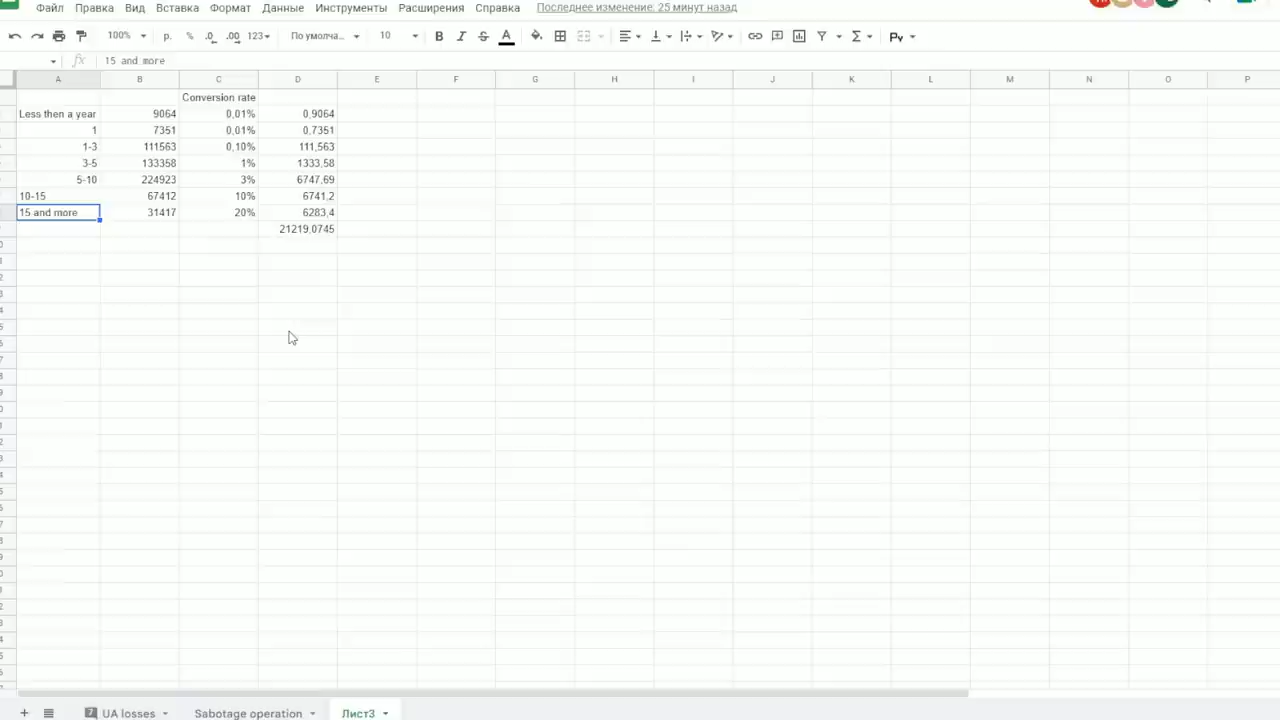 Файл Правка Вид Вставка Формат Данные Инструменты Расширения Справка Последнее изменение: 25 минут назад
100% р. % .0 .00 123 По умолча... 10 B I S A Ру
fx 15 and more
A B C D E F G H I J K L M N O P
Conversion rate
Less then a year 9064 0,01% 0,9064
1 7351 0,01% 0,7351
1-3 111563 0,10% 111,563
3-5 133358 1% 1333,58
5-10 224923 3% 6747,69
10-15 67412 10% 6741,2
15 and more 31417 20% 6283,4
21219,0745
+ 7 UA losses Sabotage operation Лист3